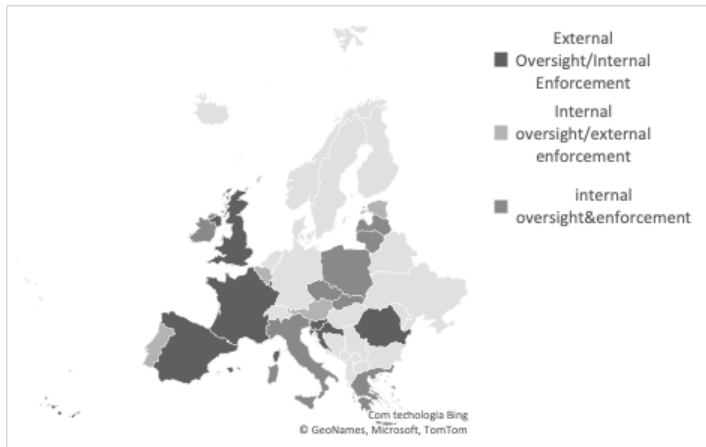 External
Oversight/Internal
Enforcement
Internal
oversight/external
enforcement
internal
oversight&enforcement
Com techologia Bing
© GeoNames, Microsoft, TomTom